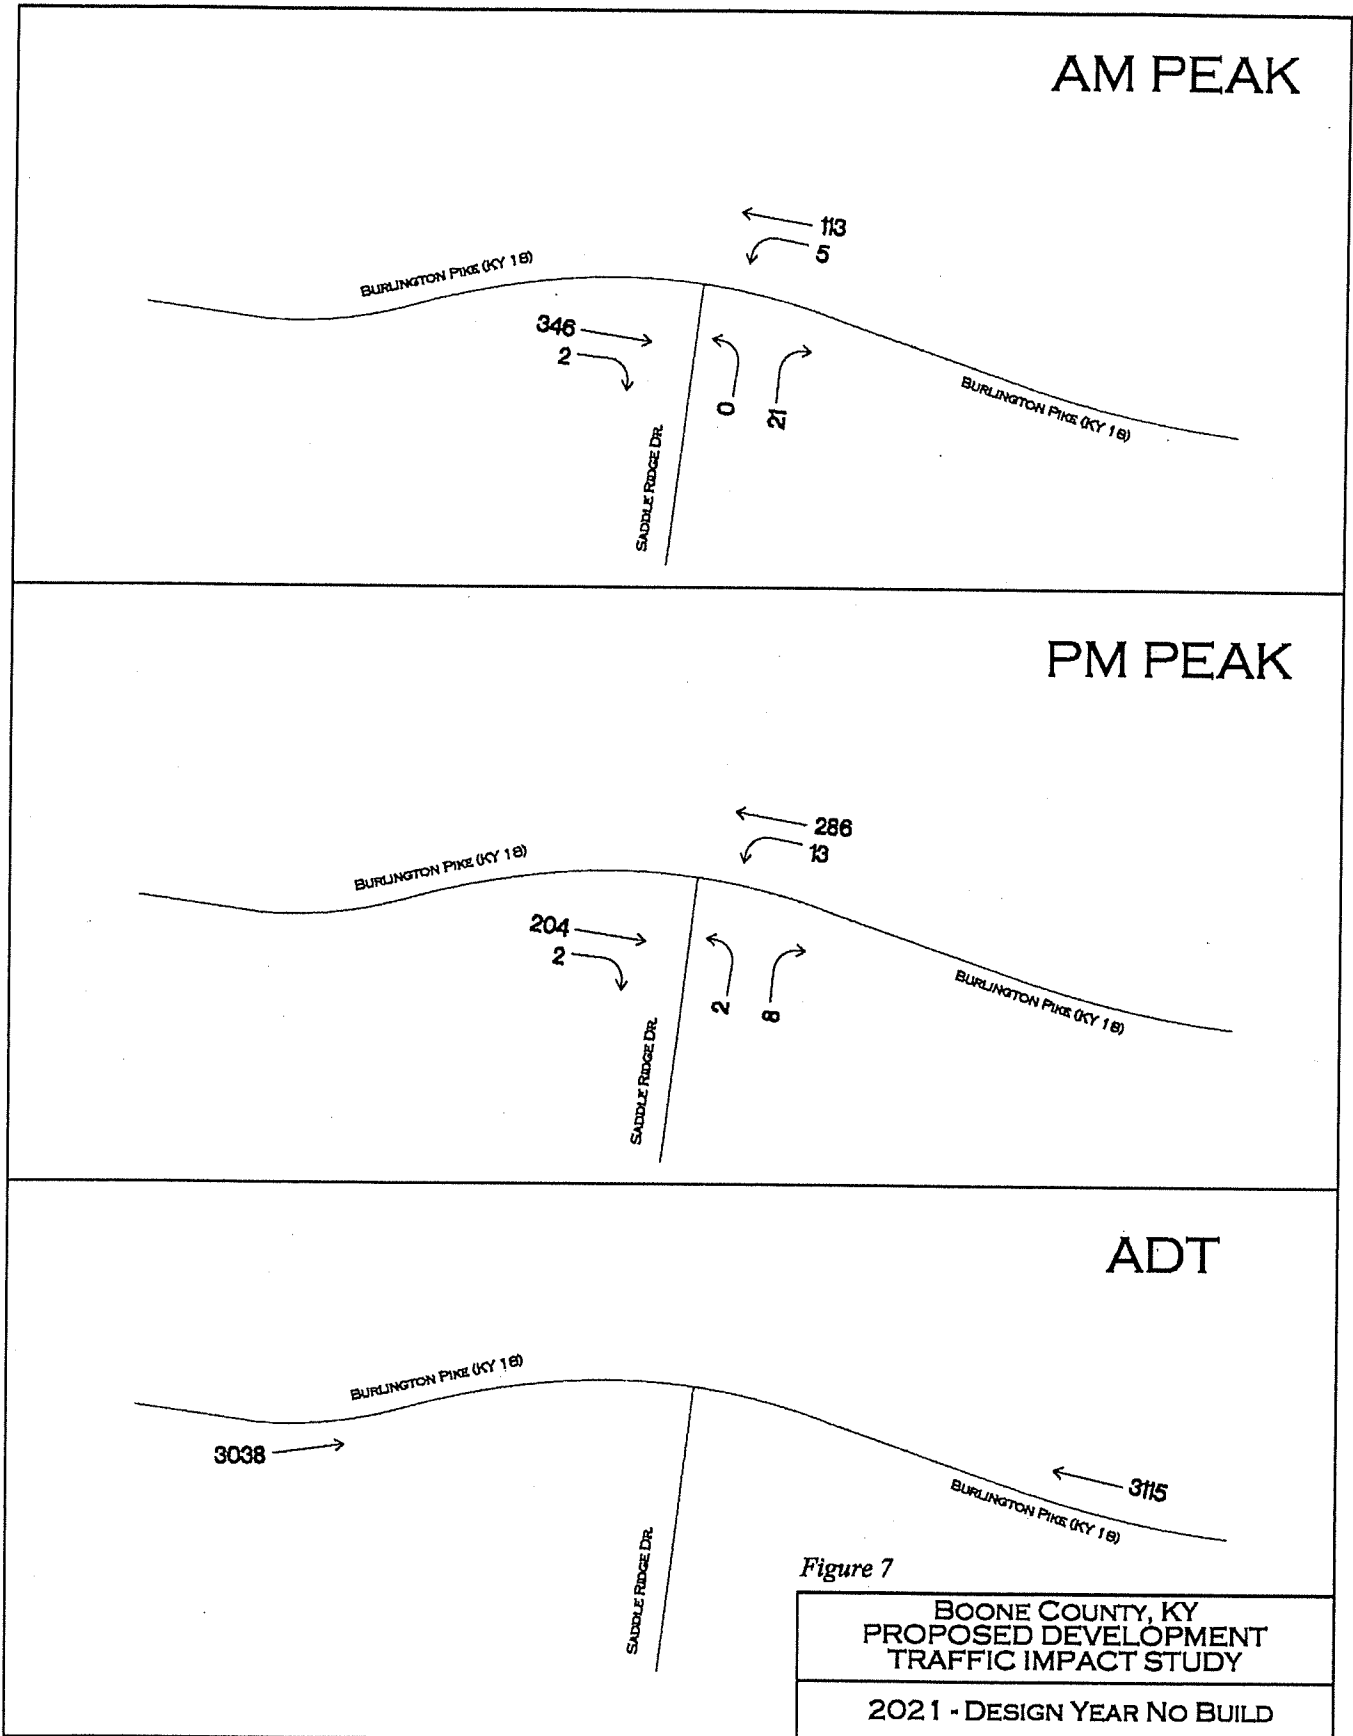 AM PEAK
113
5
BURLINGTON PIKE (KY 18)
346
2
0
21
BURLINGTON PIKE (KY 18)
SADDLE RIDGE DR.
PM PEAK
286
13
BURLINGTON PIKE (KY 18)
204
2
2
8
BURLINGTON PIKE (KY 18)
SADDLE RIDGE DR.
ADT
BURLINGTON PIKE (KY 18)
3038
3115
BURLINGTON PIKE (KY 18)
SADDLE RIDGE DR.
Figure 7
BOONE COUNTY, KY
PROPOSED DEVELOPMENT
TRAFFIC IMPACT STUDY
2021 - DESIGN YEAR NO BUILD